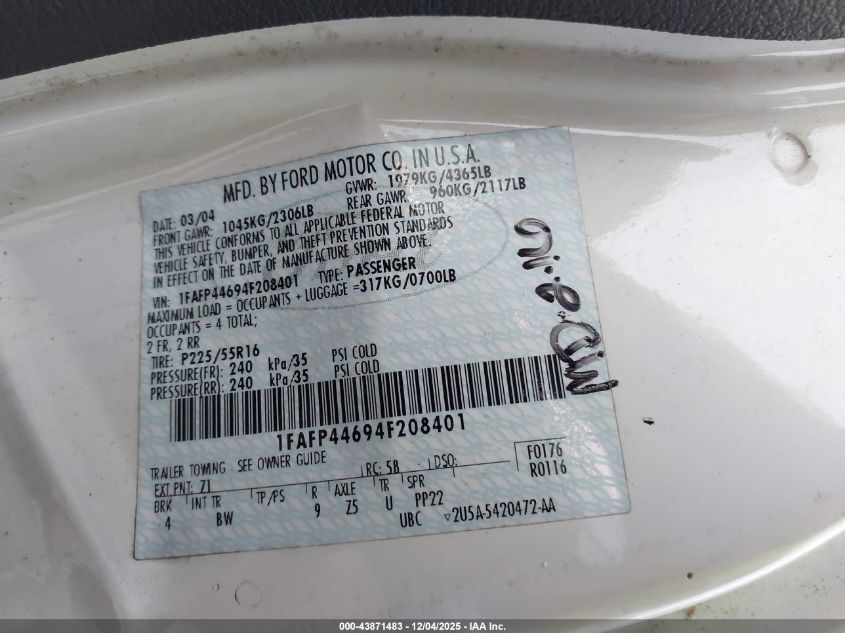 MFD. BY FORD MOTOR CO. IN U.S.A.
DATE: 03/04 GVWR: 1979KG/4365LB
FRONT GAWR: 1045KG/2306LB REAR GAWR: 960KG/2117LB
THIS VEHICLE CONFORMS TO ALL APPLICABLE FEDERAL MOTOR
VEHICLE SAFETY, BUMPER, AND THEFT PREVENTION STANDARDS
IN EFFECT ON THE DATE OF MANUFACTURE SHOWN ABOVE.
VIN: 1FAFP44694F208401 TYPE: PASSENGER
MAXIMUM LOAD = OCCUPANTS + LUGGAGE =317KG/0700LB
OCCUPANTS = 4 TOTAL;
2 FR, 2 RR
TIRE: P225/55R16
PRESSURE(FR): 240 kPa/35 PSI COLD
PRESSURE(RR): 240 kPa/35 PSI COLD
1FAFP44694F208401
TRAILER TOWING - SEE OWNER GUIDE
F0176
R0116
EXT PNT: Z1 RC: 58 DSO:
BRK INT TR TP/PS R AXLE TR SPR
4 BW 9 Z5 U PP22
UBC 2U5A-5420472-AA
000-43871483 - 12/04/2025 - IAA Inc.